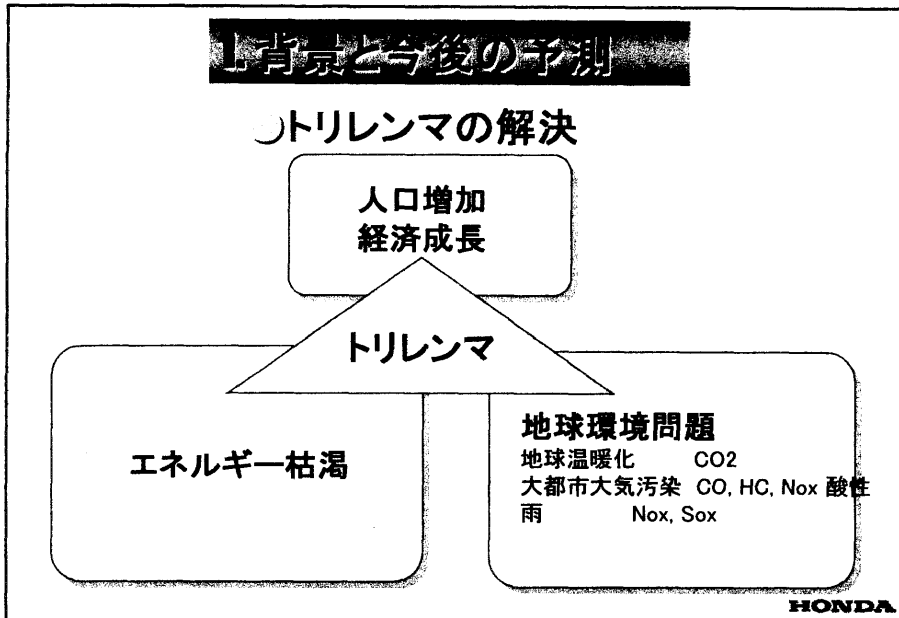 1.背景と今後の予測
トリレンマの解決
人口増加
経済成長
トリレンマ
エネルギー枯渇
地球環境問題
地球温暖化 CO2
大都市大気汚染 CO, HC, Nox 酸性
雨 Nox, Sox
HONDA